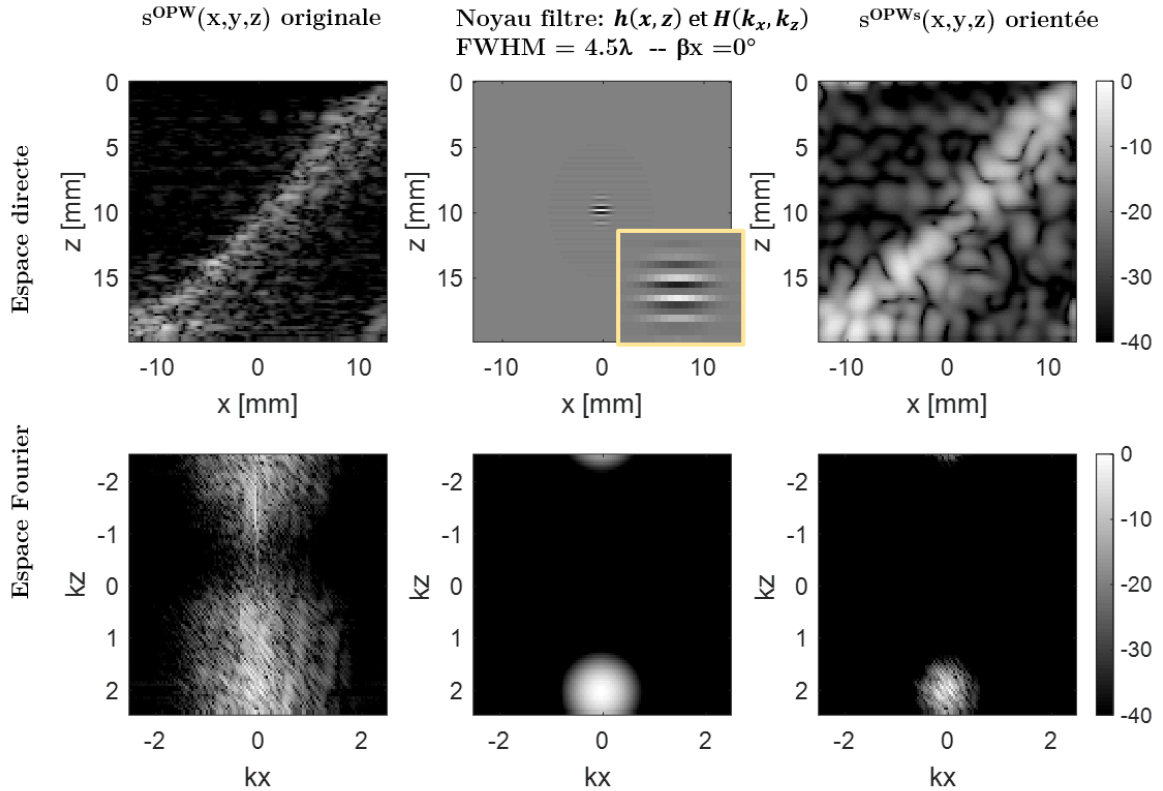 s^OPW(x,y,z) originale
Noyau filtre: h(x, z) et H(k_x, k_z)
FWHM = 4.5λ -- βx =0°
s^OPWs(x,y,z) orientée
Espace directe
0
5
10
15
z [mm]
-10 0 10
x [mm]
0
5
10
15
z [mm]
-10 0 10
x [mm]
0
5
10
15
z [mm]
-10 0 10
x [mm]
0
-10
-20
-30
-40
Espace Fourier
-2
-1
0
1
2
kz
-2 0 2
kx
-2
-1
0
1
2
kz
-2 0 2
kx
-2
-1
0
1
2
kz
-2 0 2
kx
0
-10
-20
-30
-40